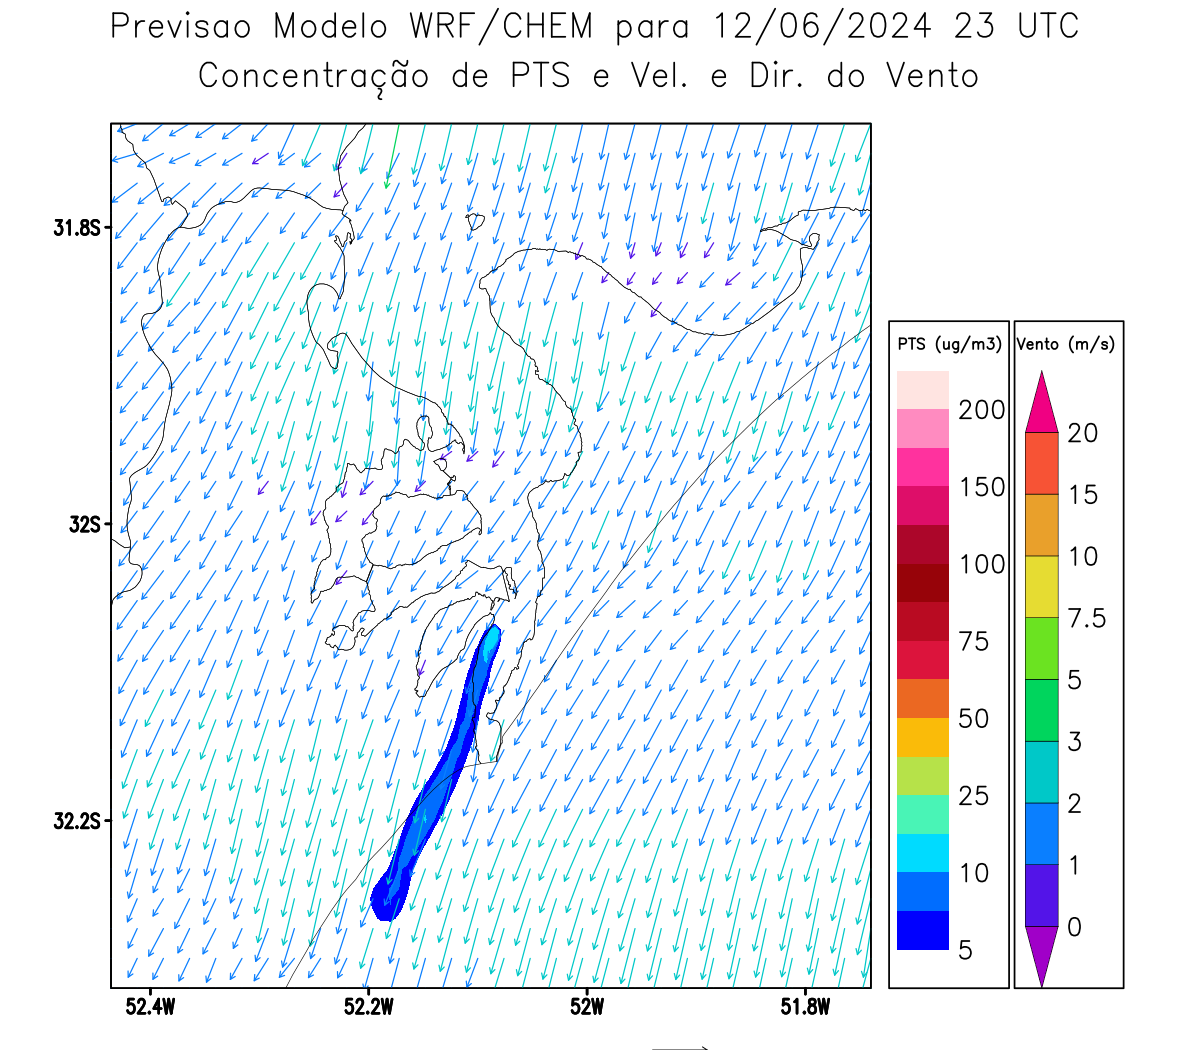 Previsao Modelo WRF/CHEM para 12/06/2024 23 UTC
Concentração de PTS e Vel. e Dir. do Vento
31.8S
32S
32.2S
52.4W
52.2W
52W
51.8W
PTS (ug/m3)
200
150
100
75
50
25
10
5
Vento (m/s)
20
15
10
7.5
5
3
2
1
0